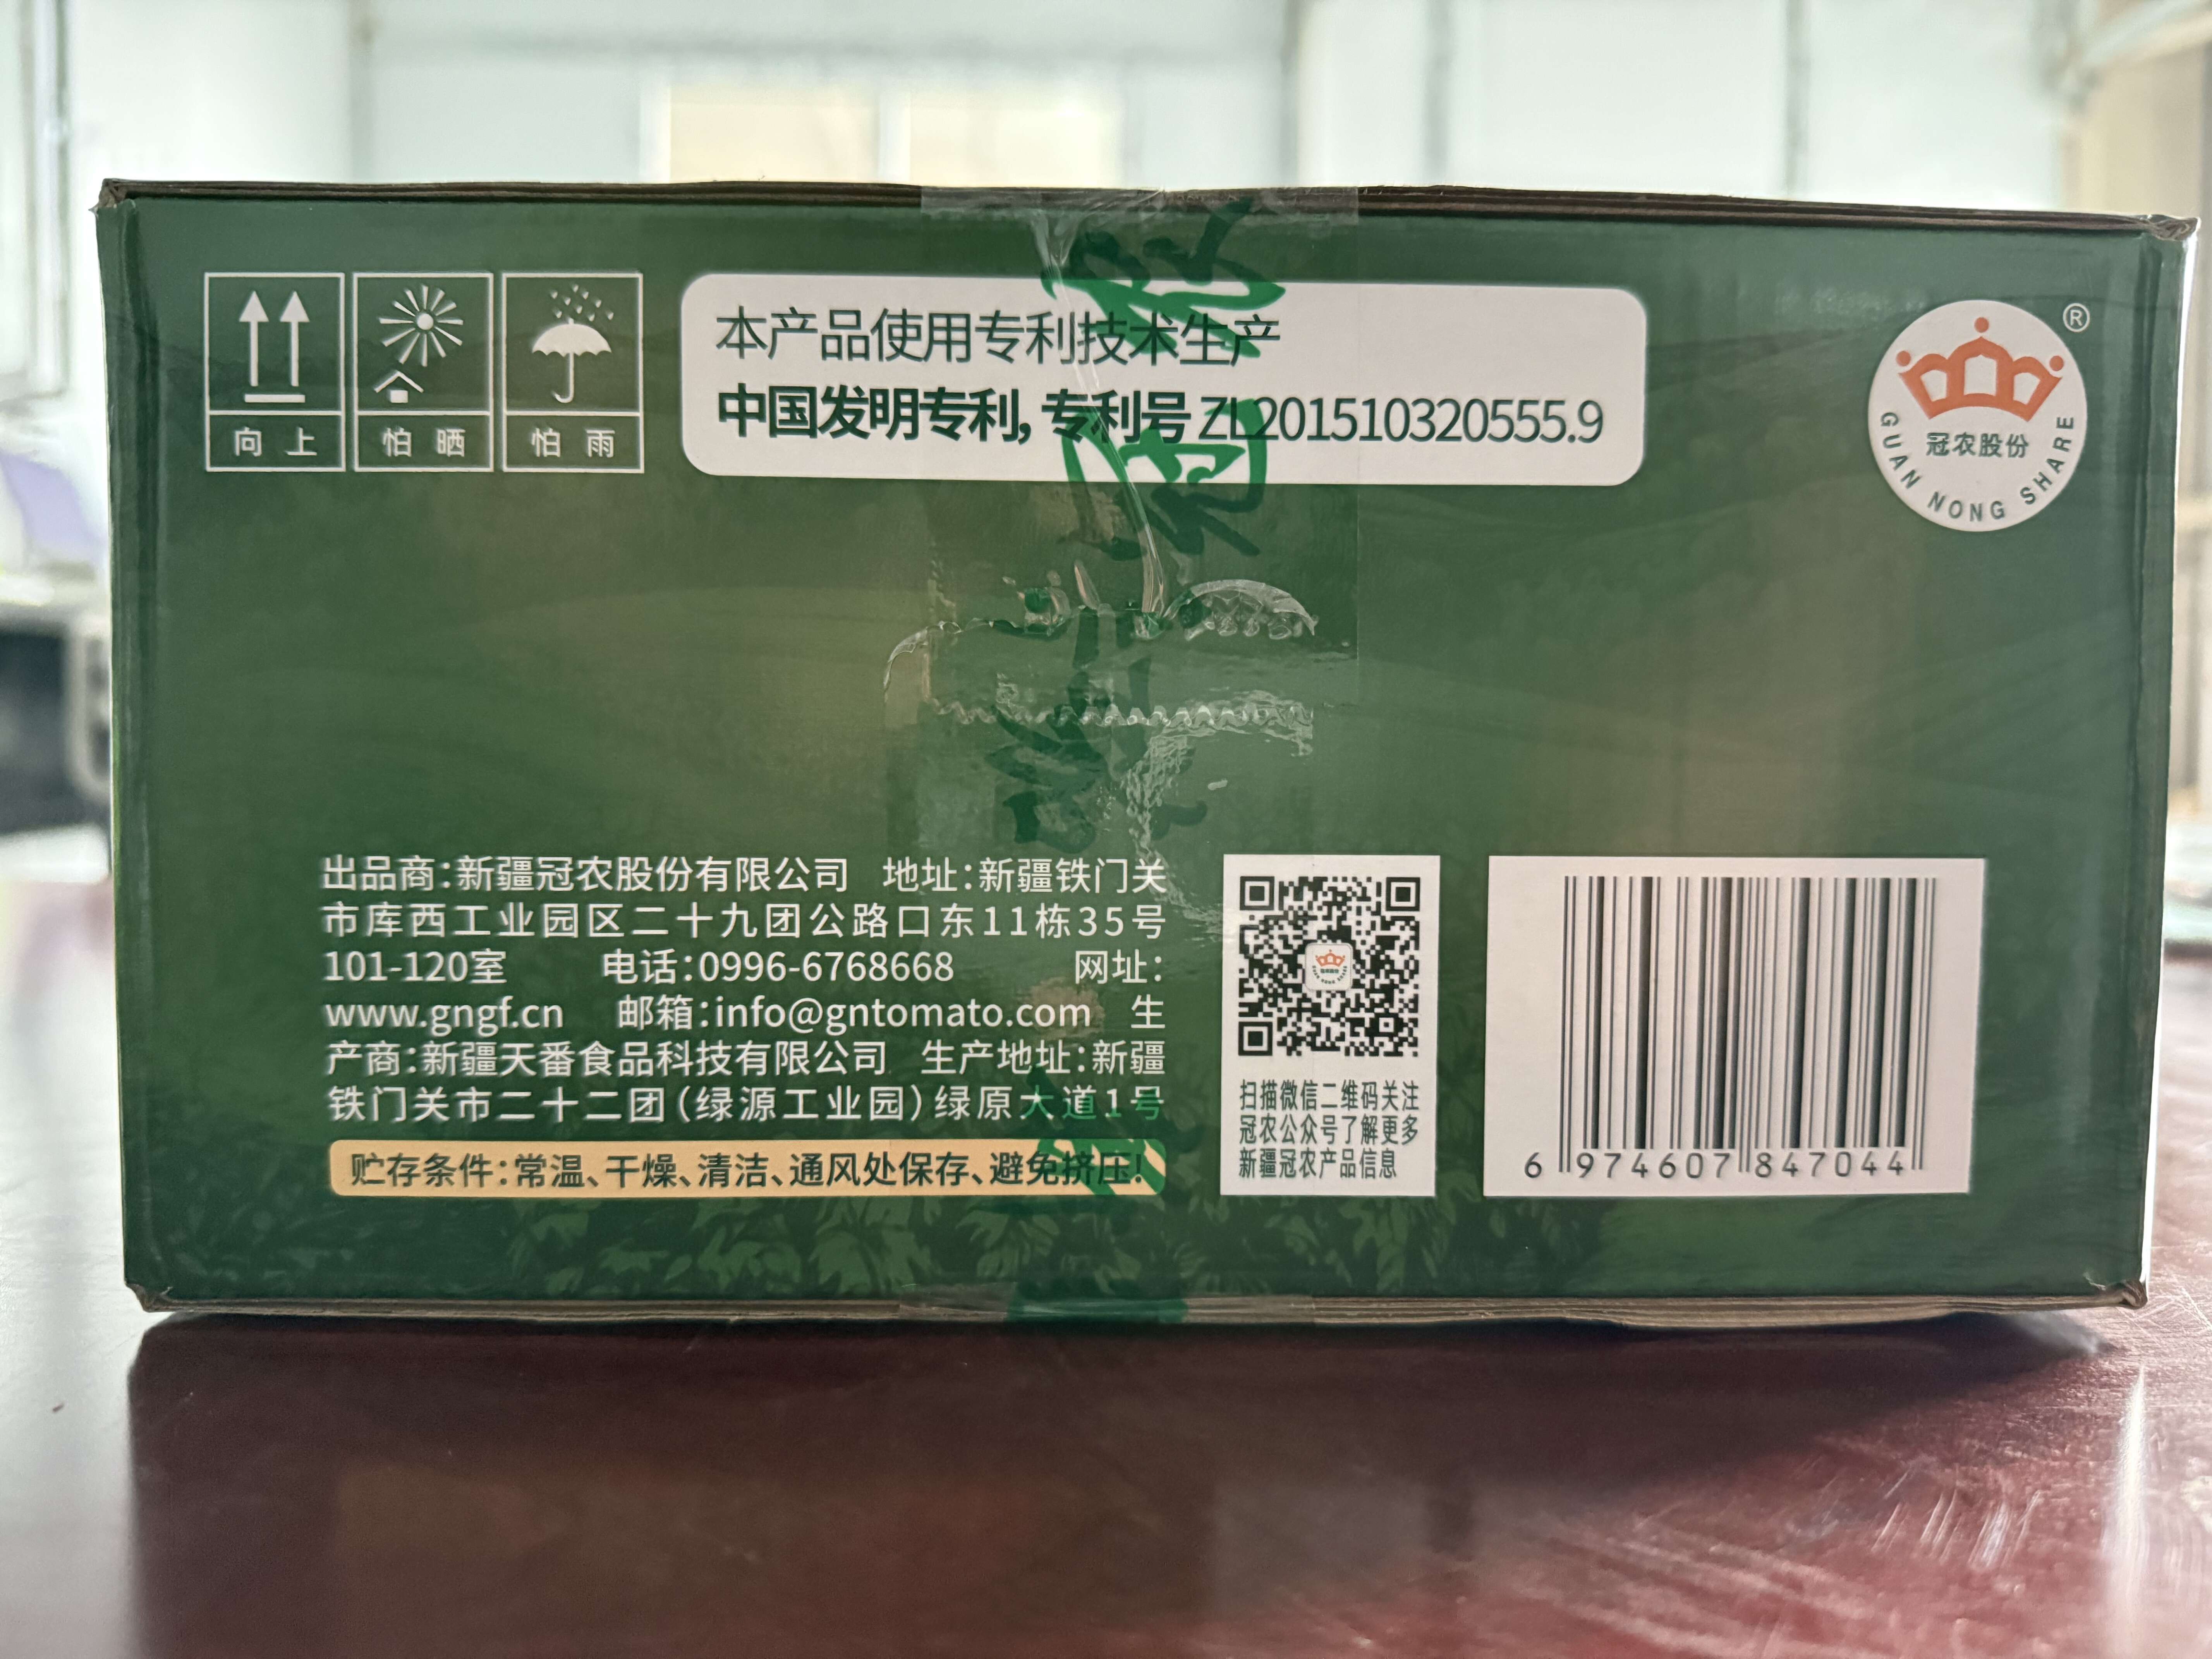 向上
怕晒
怕雨
本产品使用专利技术生产
中国发明专利，专利号 ZL201510320555.9
®
冠农股份
GUAN NONG SHARE
出品商：新疆冠农股份有限公司 地址：新疆铁门关
市库西工业园区二十九团公路口东11栋35号
101-120室 电话：0996-6768668 网址：
www.gngf.cn 邮箱：info@gntomato.com 生
产商：新疆天番食品科技有限公司 生产地址：新疆
铁门关市二十二团（绿源工业园）绿原大道1号
贮存条件：常温、干燥、清洁、通风处保存、避免挤压！
扫描微信二维码关注
冠农公众号了解更多
新疆冠农产品信息
6 974607 847044